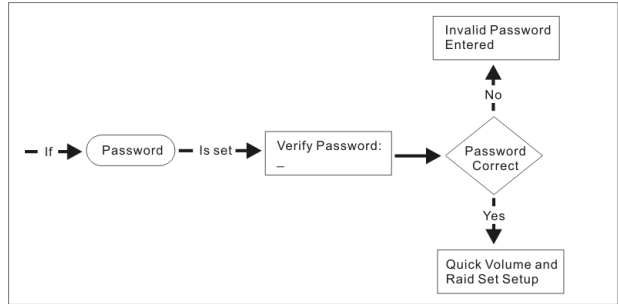 Invalid Password
Entered
No
If
Password
Is set
Verify Password:
_
Password
Correct
Yes
Quick Volume and
Raid Set Setup